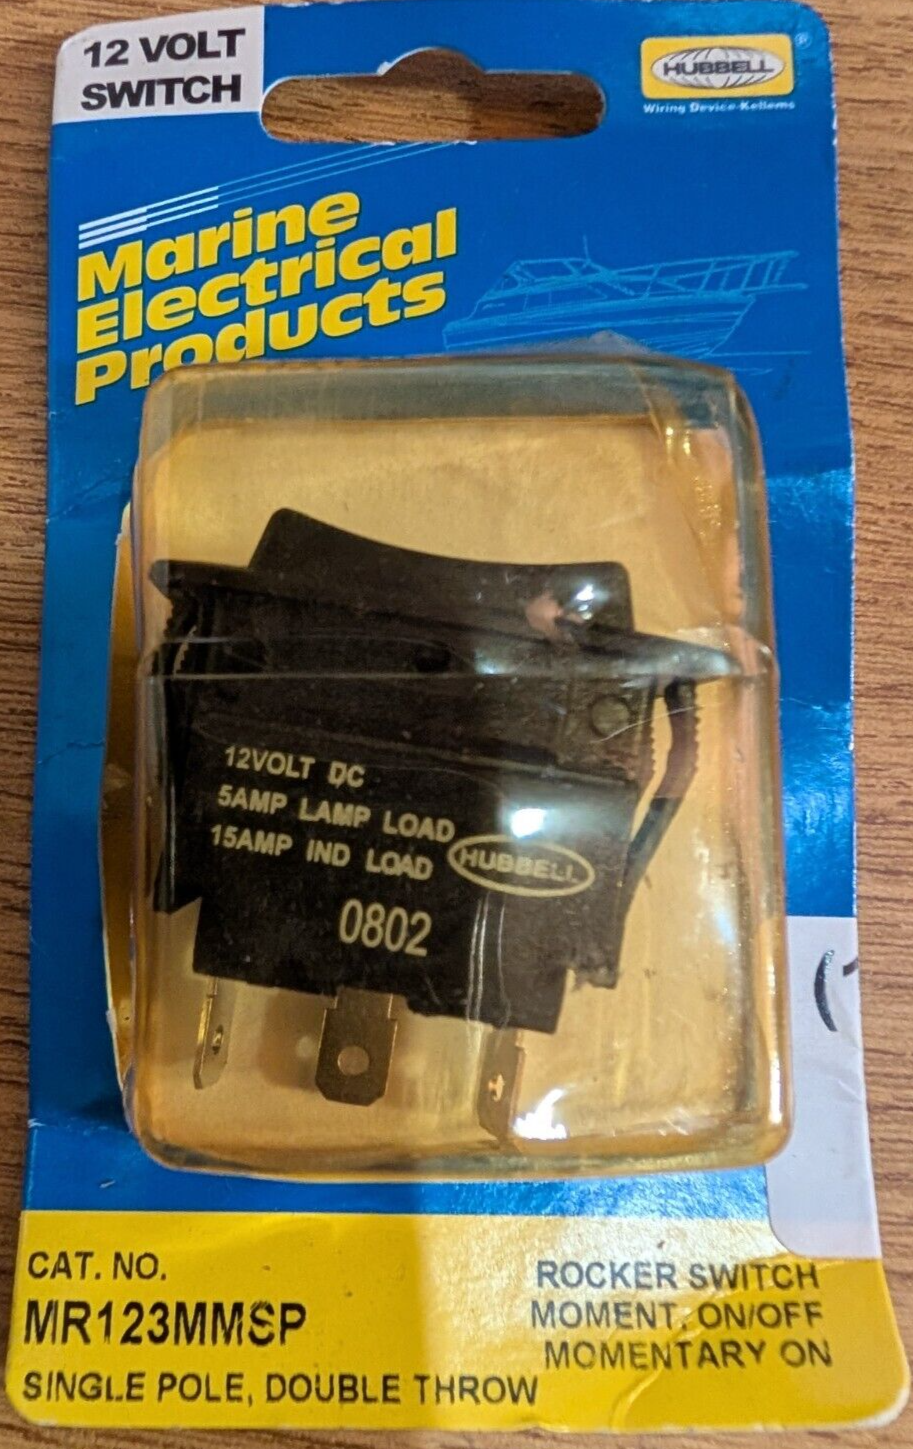 12 VOLT
SWITCH
HUBBELL
®
Wiring Device-Kellems
Marine
Electrical
Products
12VOLT DC
5AMP LAMP LOAD
15AMP IND LOAD
HUBBELL
0802
CAT. NO.
MR123MMSP
SINGLE POLE, DOUBLE THROW
ROCKER SWITCH
MOMENT. ON/OFF
MOMENTARY ON